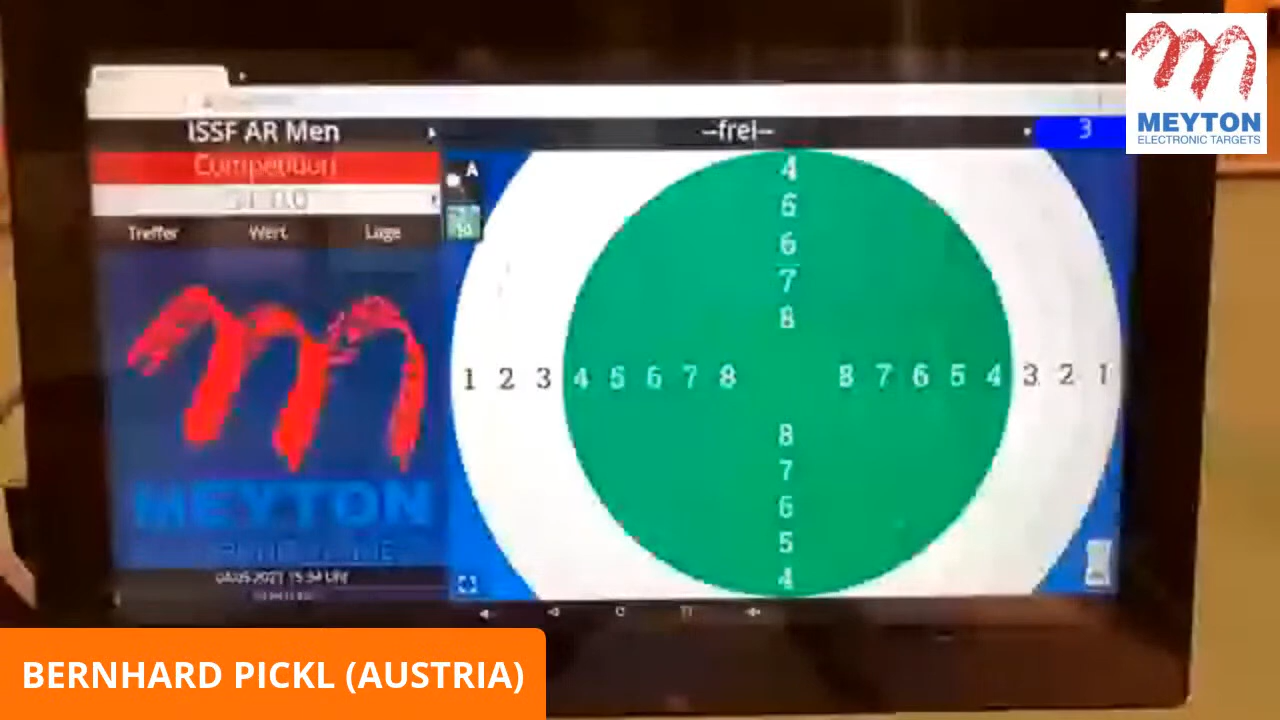 MEYTON
ELECTRONIC TARGETS
ISSF AR Men
--frei--
3
Competition
A
Treffer Wert Lage
4
6
6
7
8
1 2 3 4 5 6 7 8 8 7 6 5 4 3 2 1
8
7
6
5
4
MEYTON
BERNHARD PICKL (AUSTRIA)